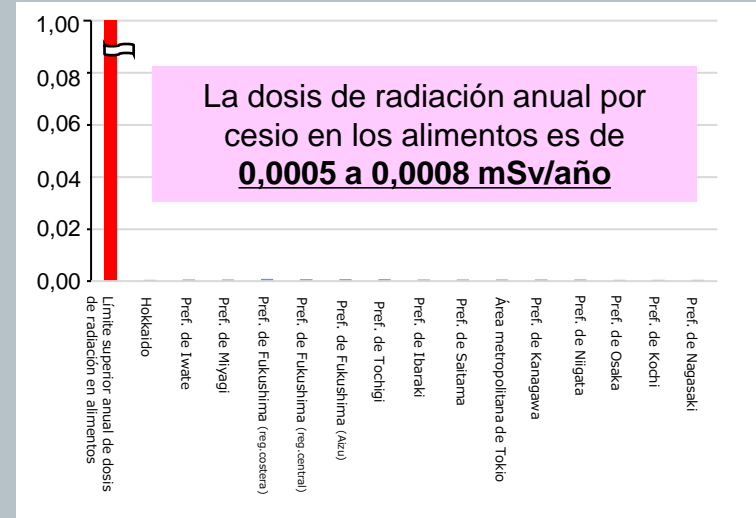 1,00
0,08
0,06
0,04
0,02
0,00
La dosis de radiación anual por
cesio en los alimentos es de
0,0005 a 0,0008 mSv/año
Límite superior anual de dosis
de radiación en alimentos
Hokkaido
Pref. de Iwate
Pref. de Miyagi
Pref. de Fukushima (reg.costera)
Pref. de Fukushima (reg.central)
Pref. de Fukushima (Aizu)
Pref. de Tochigi
Pref. de Ibaraki
Pref. de Saitama
Área metropolitana de Tokio
Pref. de Kanagawa
Pref. de Niigata
Pref. de Osaka
Pref. de Kochi
Pref. de Nagasaki